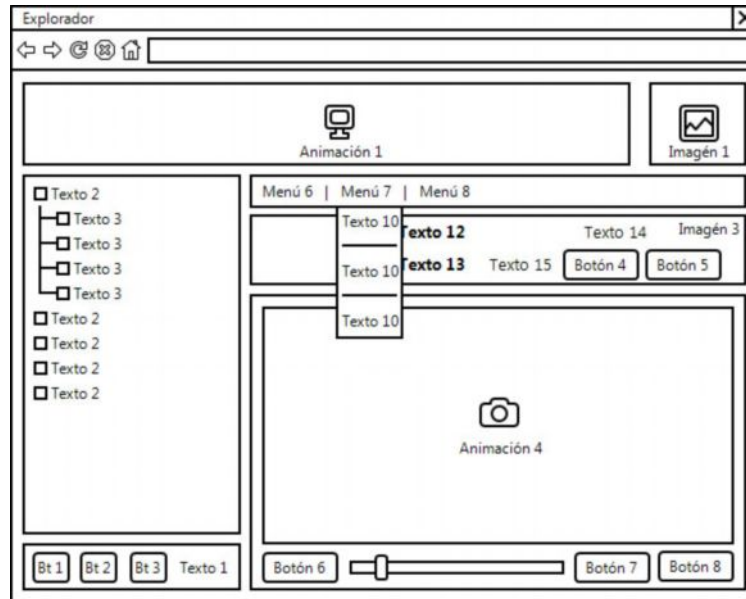 Explorador
Animación 1
Imagén 1
Texto 2
Texto 3
Texto 3
Texto 3
Texto 3
Texto 2
Texto 2
Texto 2
Texto 2
Bt 1 Bt 2 Bt 3 Texto 1
Menú 6 | Menú 7 | Menú 8
Texto 10
Texto 10
Texto 10
Texto 12 Texto 14 Imagén 3
Texto 13 Texto 15 Botón 4 Botón 5
Animación 4
Botón 6 Botón 7 Botón 8